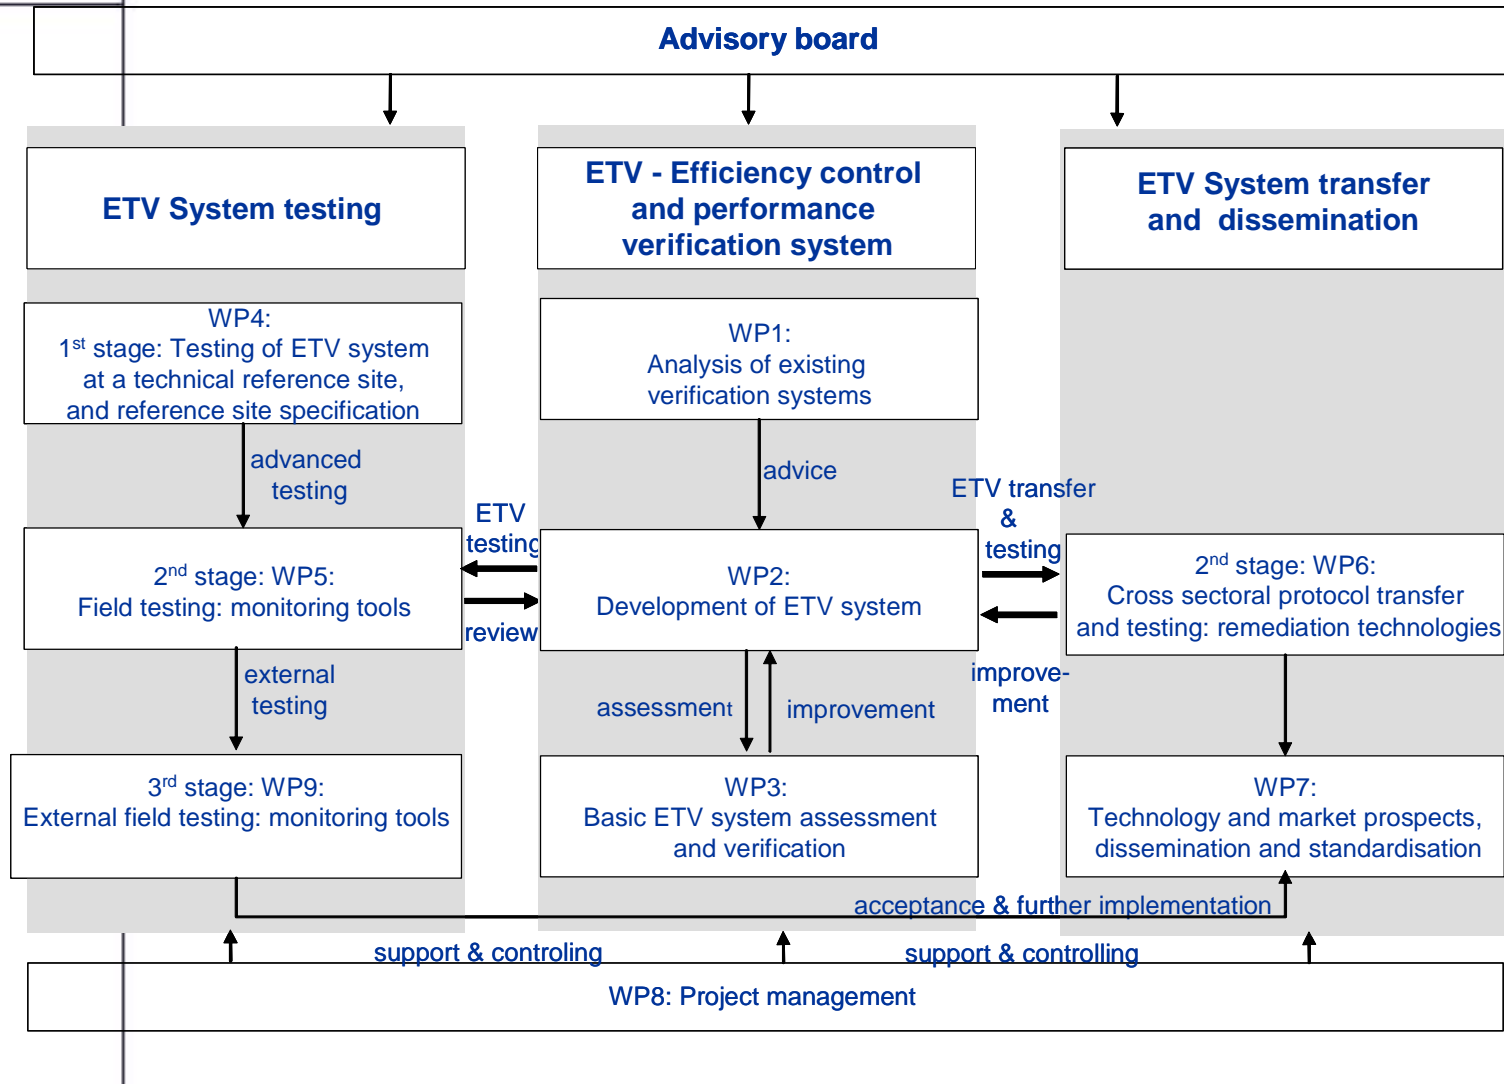 Advisory board
ETV System testing
ETV - Efficiency control
and performance
verification system
ETV System transfer
and dissemination
WP4:
1st stage: Testing of ETV system
at a technical reference site,
and reference site specification
WP1:
Analysis of existing
verification systems
advanced
testing
advice
ETV
testing
ETV transfer
&
testing
2nd stage: WP5:
Field testing: monitoring tools
WP2:
Development of ETV system
2nd stage: WP6:
Cross sectoral protocol transfer
and testing: remediation technologies
review
improve-
ment
external
testing
assessment
improvement
3rd stage: WP9:
External field testing: monitoring tools
WP3:
Basic ETV system assessment
and verification
WP7:
Technology and market prospects,
dissemination and standardisation
acceptance & further implementation
support & controling
support & controlling
WP8: Project management